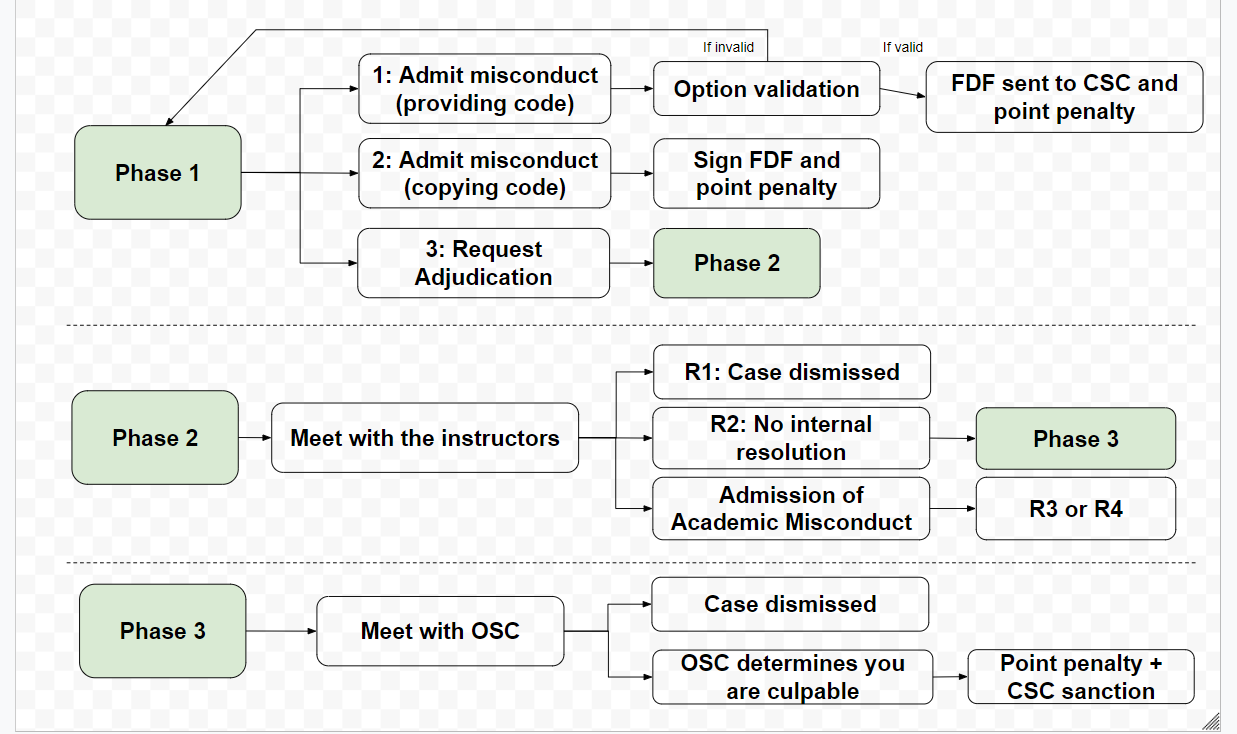 If invalid
If valid
1: Admit misconduct
(providing code)
Option validation
FDF sent to CSC and
point penalty
Phase 1
2: Admit misconduct
(copying code)
Sign FDF and
point penalty
3: Request
Adjudication
Phase 2
R1: Case dismissed
Phase 2
Meet with the instructors
R2: No internal
resolution
Phase 3
Admission of
Academic Misconduct
R3 or R4
Case dismissed
Phase 3
Meet with OSC
OSC determines you
are culpable
Point penalty +
CSC sanction